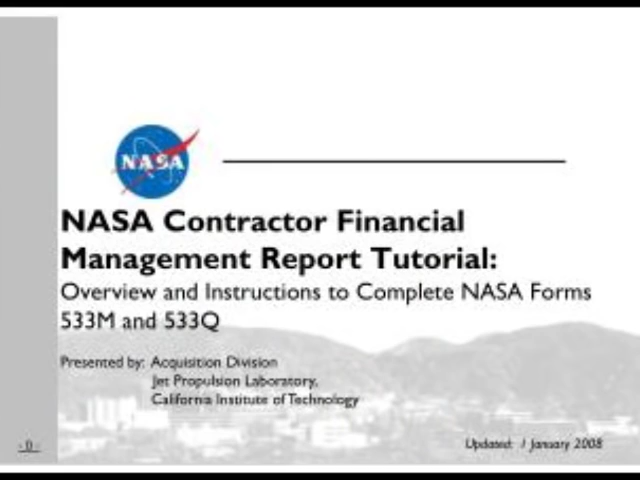 NASA
NASA Contractor Financial
Management Report Tutorial:
Overview and Instructions to Complete NASA Forms
533M and 533Q
Presented by: Acquisition Division
Jet Propulsion Laboratory,
California Institute of Technology
- 0 -
Updated: 1 January 2008